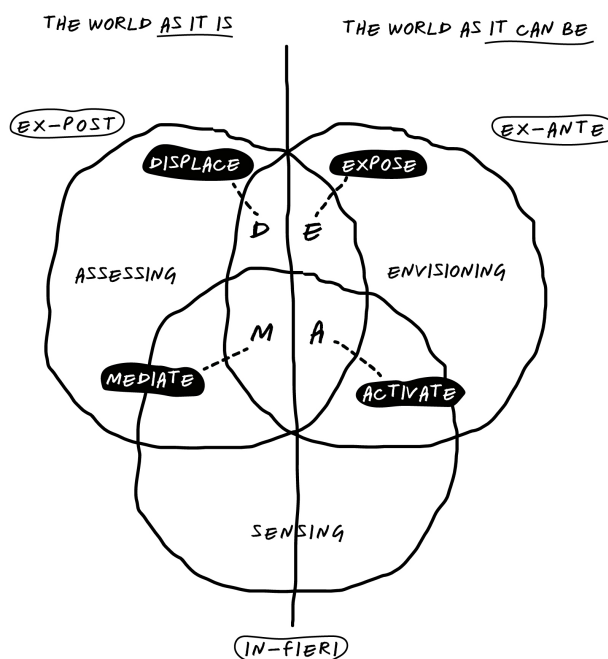 THE WORLD AS IT IS
THE WORLD AS IT CAN BE
EX-POST
EX-ANTE
DISPLACE
EXPOSE
D
E
ASSESSING
ENVISIONING
M
A
MEDIATE
ACTIVATE
SENSING
IN-FIERI